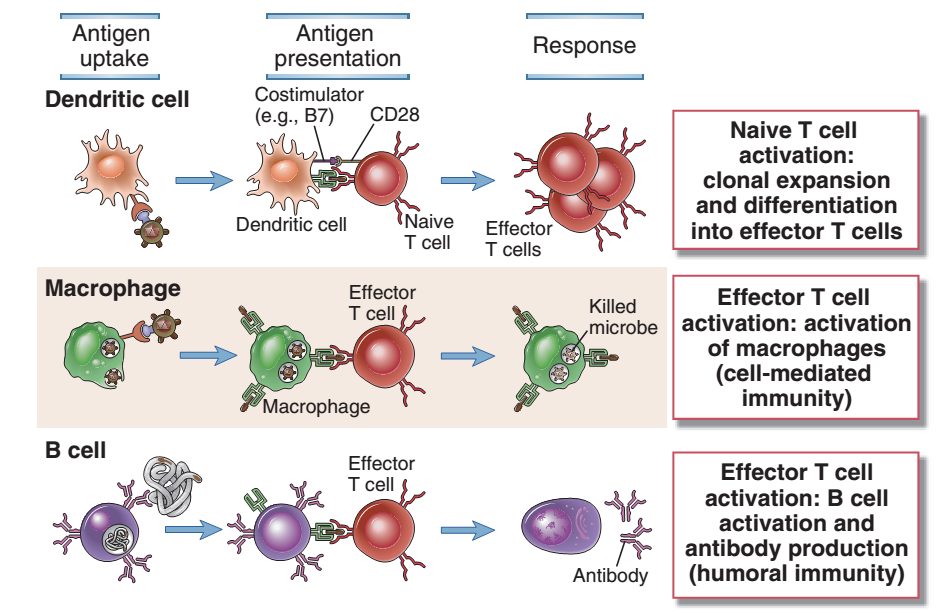 Antigen
uptake
Antigen
presentation
Response
Dendritic cell
Costimulator
(e.g., B7)
CD28
Dendritic cell
Naive
T cell
Effector
T cells
Naive T cell
activation:
clonal expansion
and differentiation
into effector T cells
Macrophage
Effector
T cell
Macrophage
Killed
microbe
Effector T cell
activation: activation
of macrophages
(cell-mediated
immunity)
B cell
Effector
T cell
Antibody
Effector T cell
activation: B cell
activation and
antibody production
(humoral immunity)